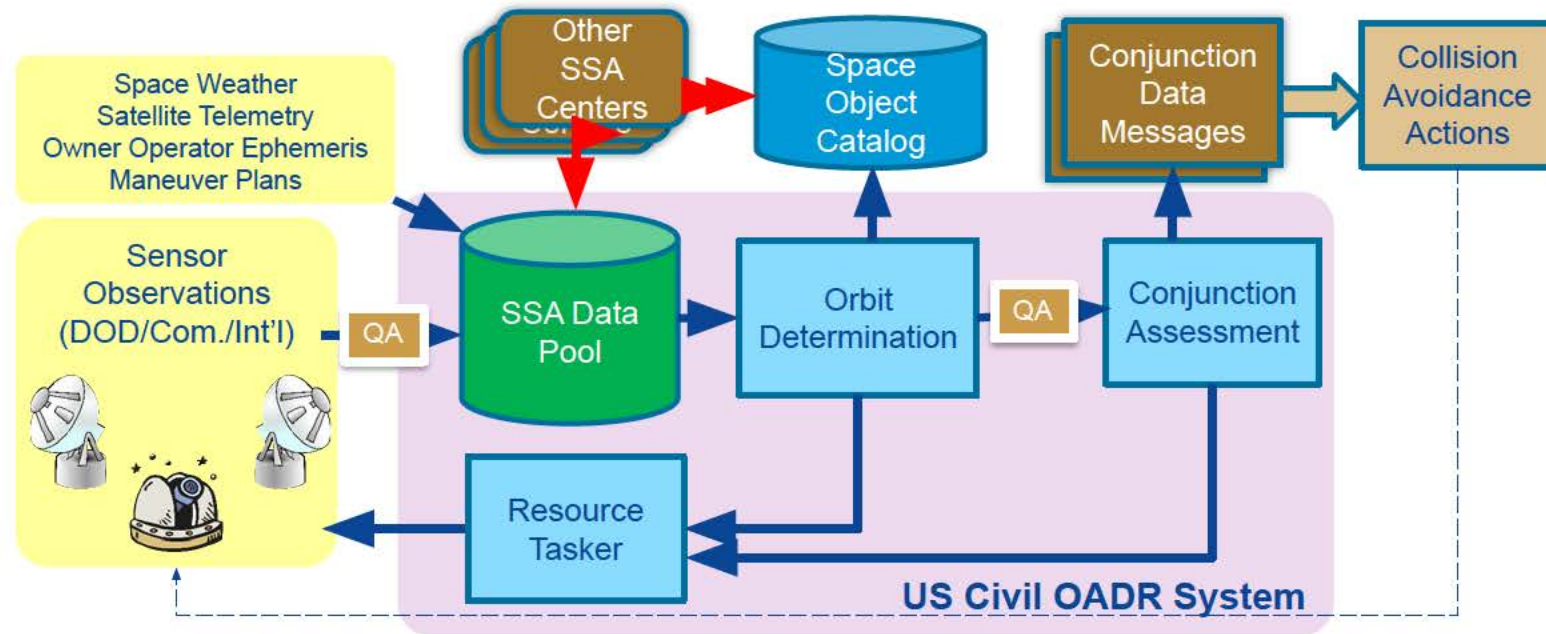 Space Weather
Satellite Telemetry
Owner Operator Ephemeris
Maneuver Plans
Other
SSA
Centers
Space
Object
Catalog
Conjunction
Data
Messages
Collision
Avoidance
Actions
Sensor
Observations
(DOD/Com./Int'l)
QA
SSA Data
Pool
Orbit
Determination
QA
Conjunction
Assessment
Resource
Tasker
US Civil OADR System